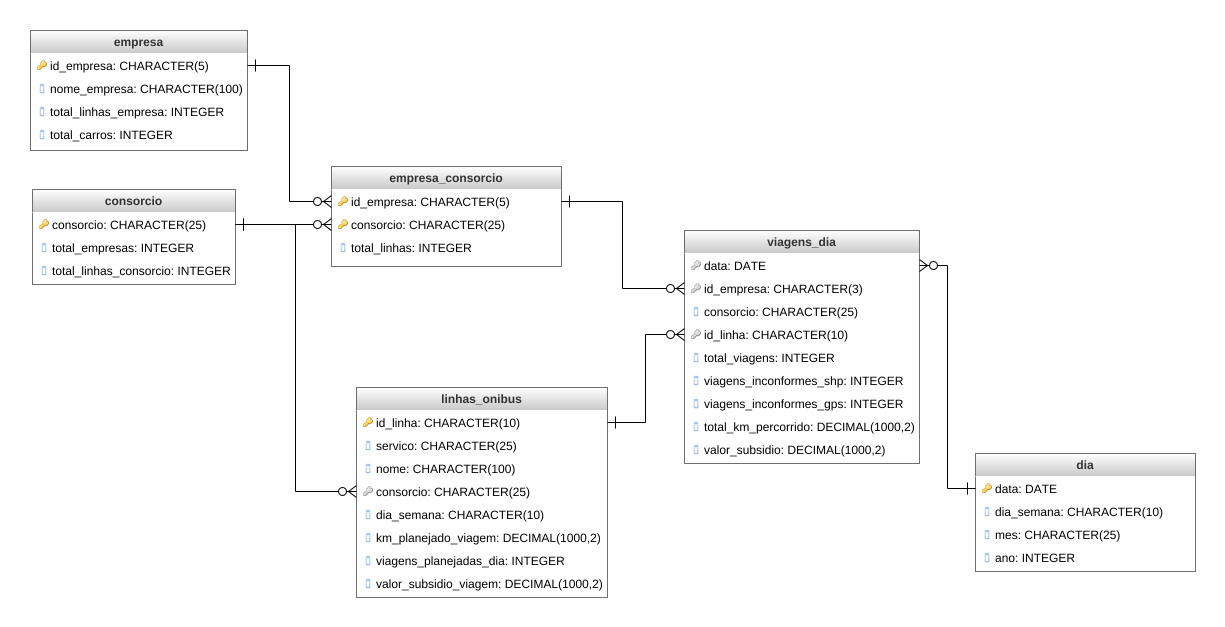 empresa
id_empresa: CHARACTER(5)
nome_empresa: CHARACTER(100)
total_linhas_empresa: INTEGER
total_carros: INTEGER
consorcio
consorcio: CHARACTER(25)
total_empresas: INTEGER
total_linhas_consorcio: INTEGER
empresa_consorcio
id_empresa: CHARACTER(5)
consorcio: CHARACTER(25)
total_linhas: INTEGER
linhas_onibus
id_linha: CHARACTER(10)
servico: CHARACTER(25)
nome: CHARACTER(100)
consorcio: CHARACTER(25)
dia_semana: CHARACTER(10)
km_planejado_viagem: DECIMAL(1000,2)
viagens_planejadas_dia: INTEGER
valor_subsidio_viagem: DECIMAL(1000,2)
viagens_dia
data: DATE
id_empresa: CHARACTER(3)
consorcio: CHARACTER(25)
id_linha: CHARACTER(10)
total_viagens: INTEGER
viagens_inconformes_shp: INTEGER
viagens_inconformes_gps: INTEGER
total_km_percorrido: DECIMAL(1000,2)
valor_subsidio: DECIMAL(1000,2)
dia
data: DATE
dia_semana: CHARACTER(10)
mes: CHARACTER(25)
ano: INTEGER